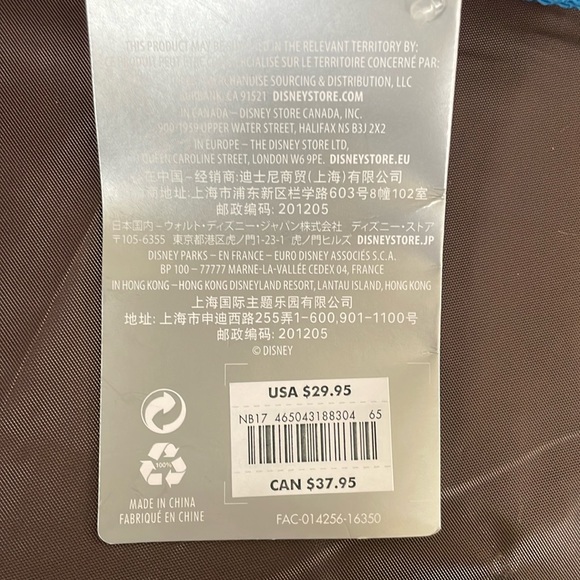 THIS PRODUCT MAY BE IN THE RELEVANT TERRITORY BY:
SUR LE TERRITOIRE CONCERNÉ PAR:
SOURCING & DISTRIBUTION, LLC
CA 91521 DISNEYSTORE.COM
IN CANADA – DISNEY STORE CANADA, INC.
1959 UPPER WATER STREET, HALIFAX NS B3J 2X2
IN EUROPE – THE DISNEY STORE LTD,
QUEEN CAROLINE STREET, LONDON W6 9PE. DISNEYSTORE.EU
在中国 – 经销商:迪士尼商贸(上海)有限公司
地址:上海市浦东新区栏学路603号8幢102室
邮政编码: 201205
日本国内 – ウォルト・ディズニー・ジャパン株式会社 ディズニー・ストア
〒105-6355 東京都港区虎ノ門1-23-1 虎ノ門ヒルズ DISNEYSTORE.JP
DISNEY PARKS – EN FRANCE – EURO DISNEY ASSOCIÉS S.C.A.
BP 100 – 77777 MARNE-LA-VALLÉE CEDEX 04, FRANCE
IN HONG KONG – HONG KONG DISNEYLAND RESORT, LANTAU ISLAND, HONG KONG
上海国际主题乐园有限公司
地址: 上海市申迪西路255弄1-600,901-1100号
邮政编码: 201205
© DISNEY
USA $29.95
NB17 465043188304 65
CAN $37.95
100%
MADE IN CHINA
FABRIQUÉ EN CHINE
FAC-014256-16350